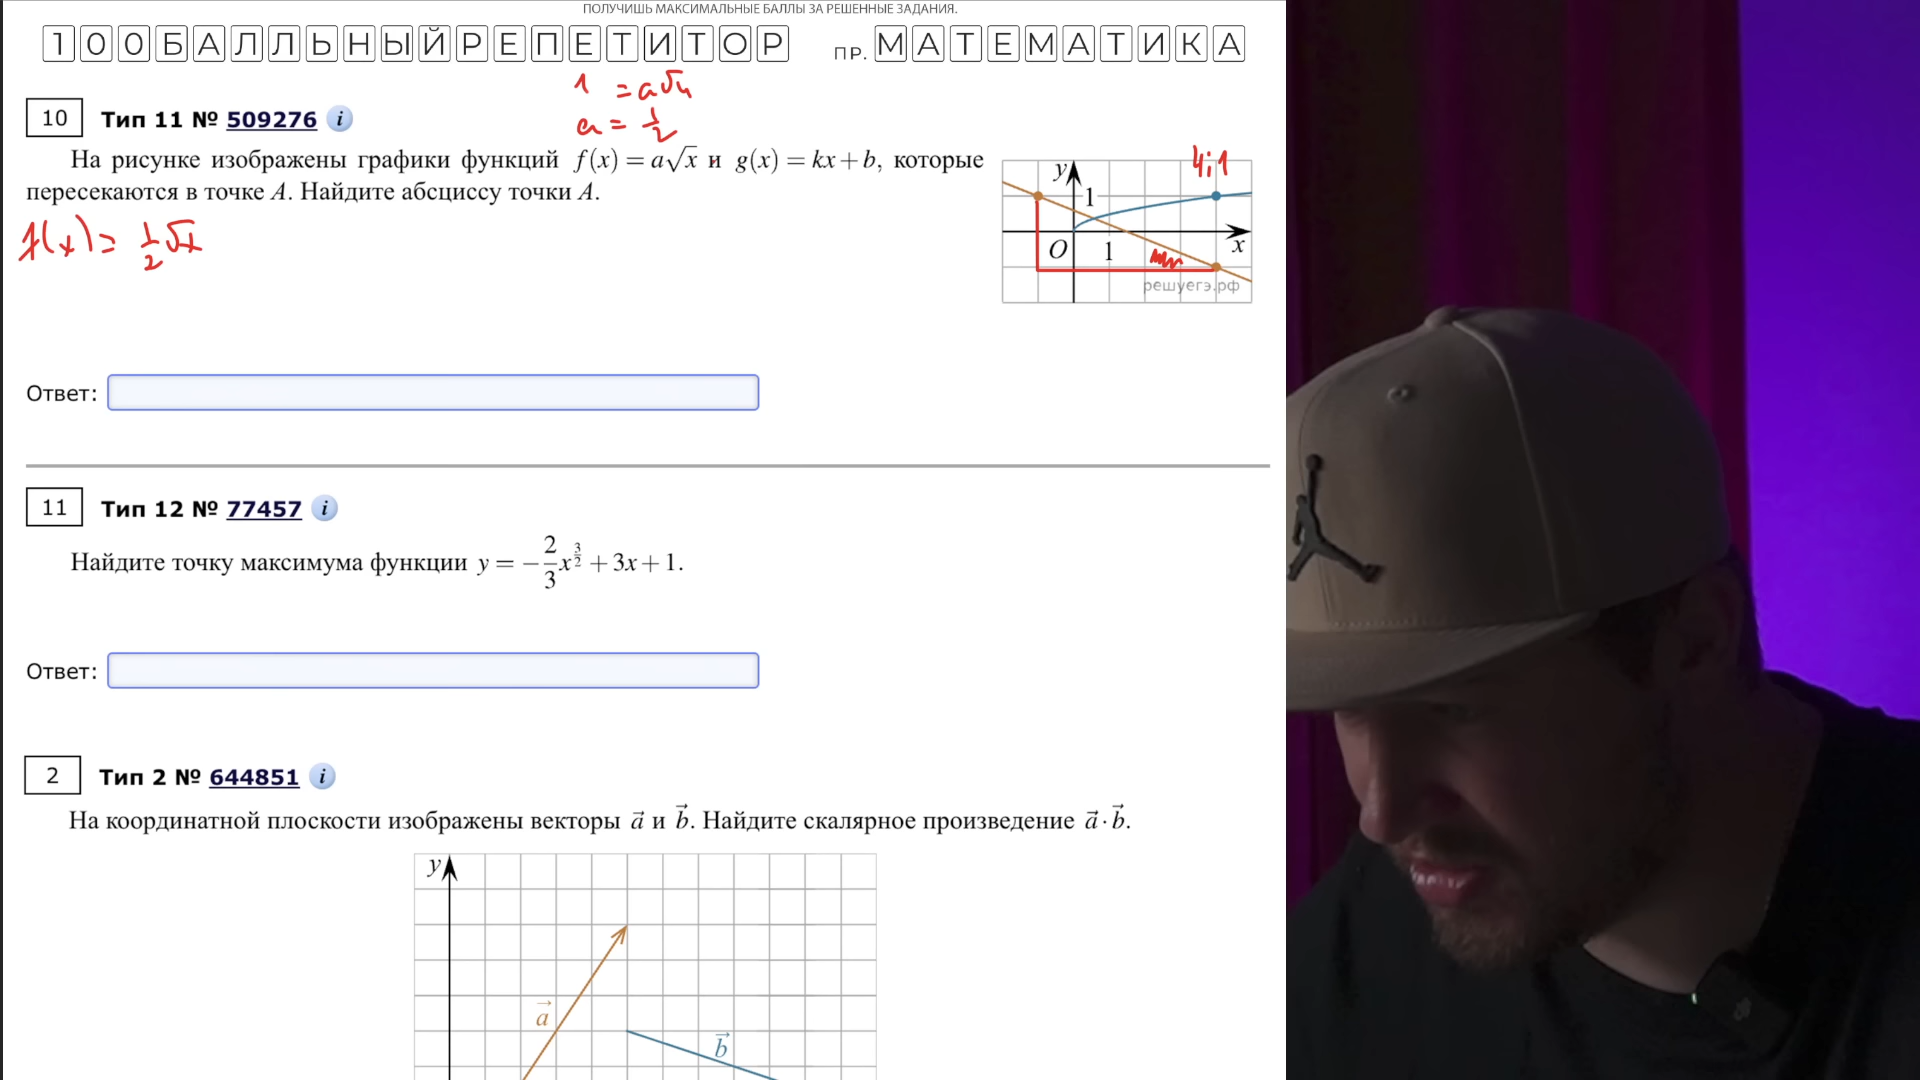 ПОЛУЧИШЬ МАКСИМАЛЬНЫЕ БАЛЛЫ ЗА РЕШЕННЫЕ ЗАДАНИЯ.
100БАЛЛЬНЫЙРЕПЕТИТОР ПР. МАТЕМАТИКА
1 = a√4
a = 1/2
10 Тип 11 № 509276 i
На рисунке изображены графики функций f(x) = a√x и g(x) = kx + b, которые
пересекаются в точке A. Найдите абсциссу точки A.
f(x) = 1/2 √x
4;1
y
1
O 1 x
решуегэ.рф
Ответ:
11 Тип 12 № 77457 i
Найдите точку максимума функции y = −2/3 x^(3/2) + 3x + 1.
Ответ:
2 Тип 2 № 644851 i
На координатной плоскости изображены векторы a⃗ и b⃗. Найдите скалярное произведение a⃗ · b⃗.
y
a⃗
b⃗